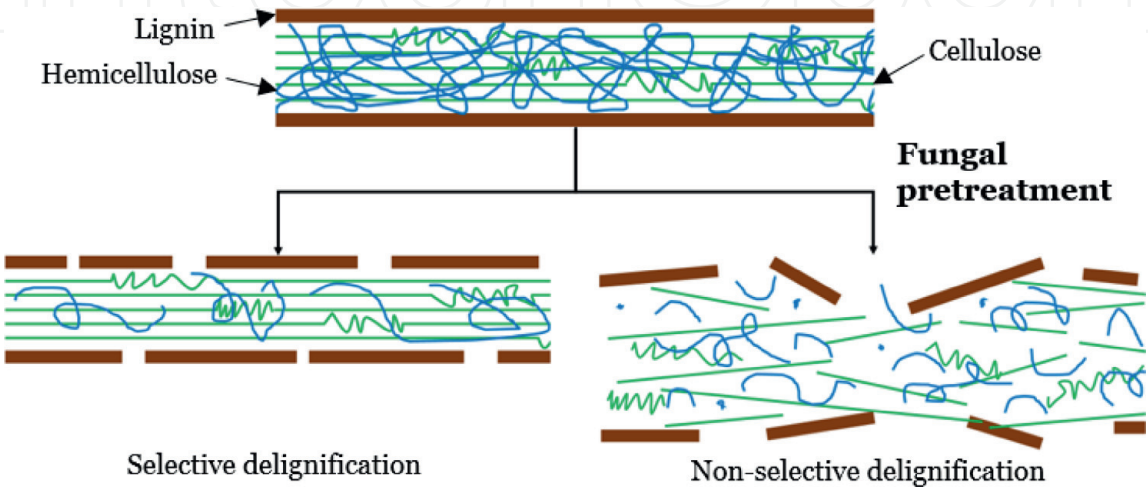 Lignin
Hemicellulose
Cellulose
Fungal
pretreatment
Selective delignification
Non-selective delignification